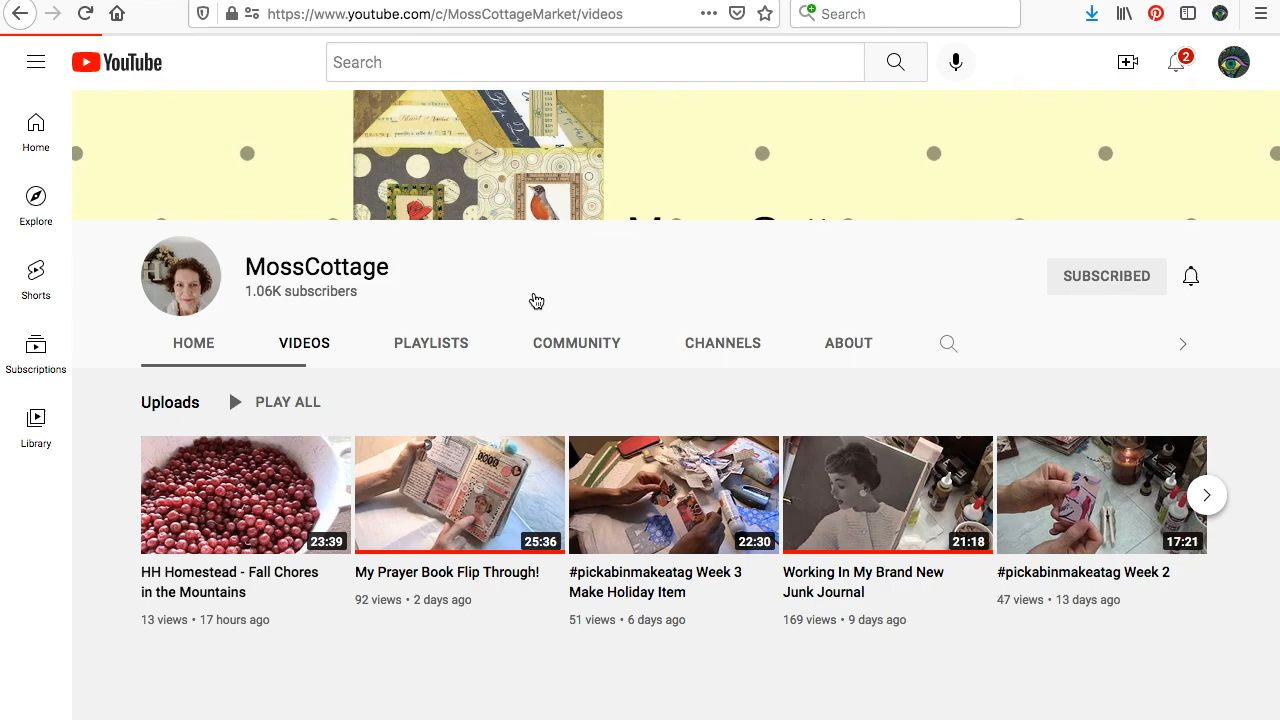 https://www.youtube.com/c/MossCottageMarket/videos
Search
YouTube
Search
2
Home
Explore
Shorts
Subscriptions
Library
MossCottage
1.06K subscribers
SUBSCRIBED
HOME VIDEOS PLAYLISTS COMMUNITY CHANNELS ABOUT
Uploads PLAY ALL
23:39
25:36
22:30
21:18
17:21
HH Homestead - Fall Chores
in the Mountains
13 views • 17 hours ago
My Prayer Book Flip Through!
92 views • 2 days ago
#pickabinmakeatag Week 3
Make Holiday Item
51 views • 6 days ago
Working In My Brand New
Junk Journal
169 views • 9 days ago
#pickabinmakeatag Week 2
47 views • 13 days ago